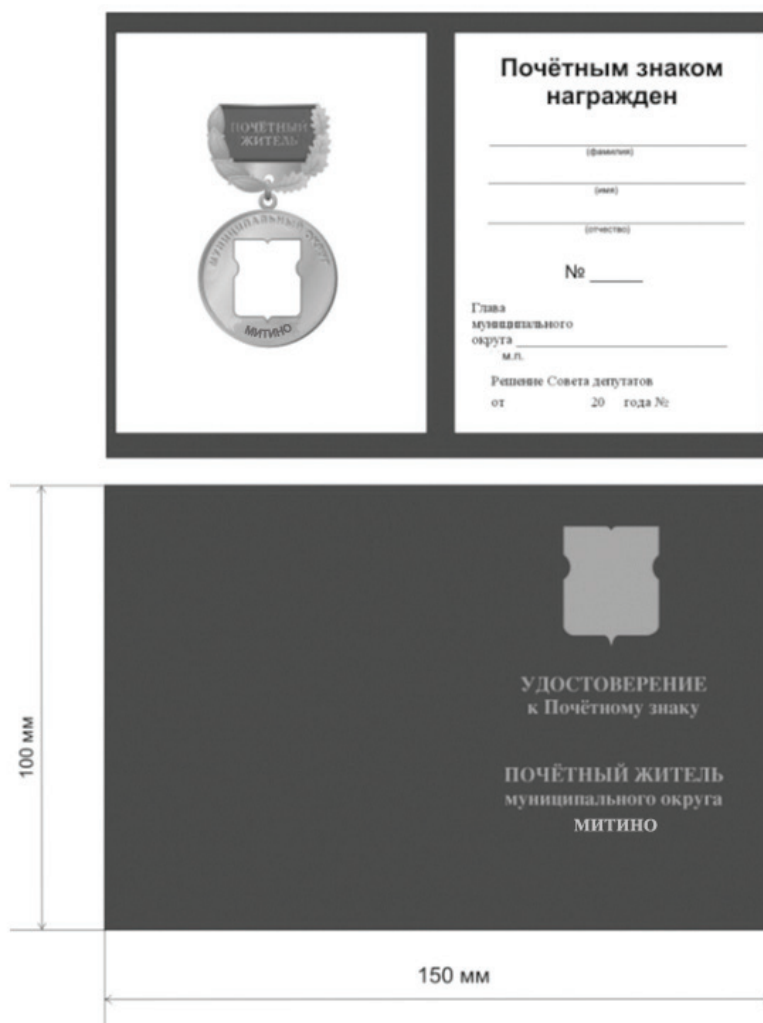 ПОЧЁТНЫЙ
ЖИТЕЛЬ
МУНИЦИПАЛЬНЫЙ ОКРУГ
МИТИНО
Почётным знаком
награжден
(фамилия)
(имя)
(отчество)
№ ______
Глава
муниципального
округа ______
м.п.
Решение Совета депутатов
от 20 года №
УДОСТОВЕРЕНИЕ
к Почётному знаку
ПОЧЁТНЫЙ ЖИТЕЛЬ
муниципального округа
МИТИНО
100 мм
150 мм